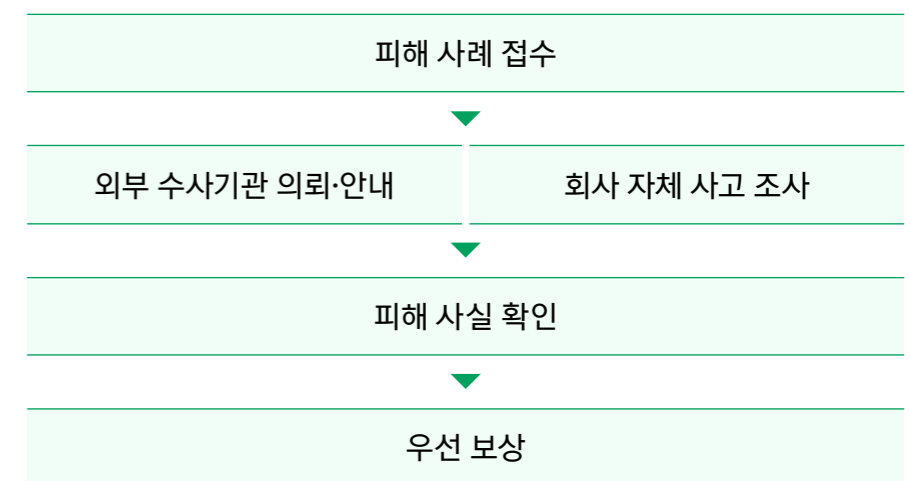 피해 사례 접수
외부 수사기관 의뢰·안내
회사 자체 사고 조사
피해 사실 확인
우선 보상